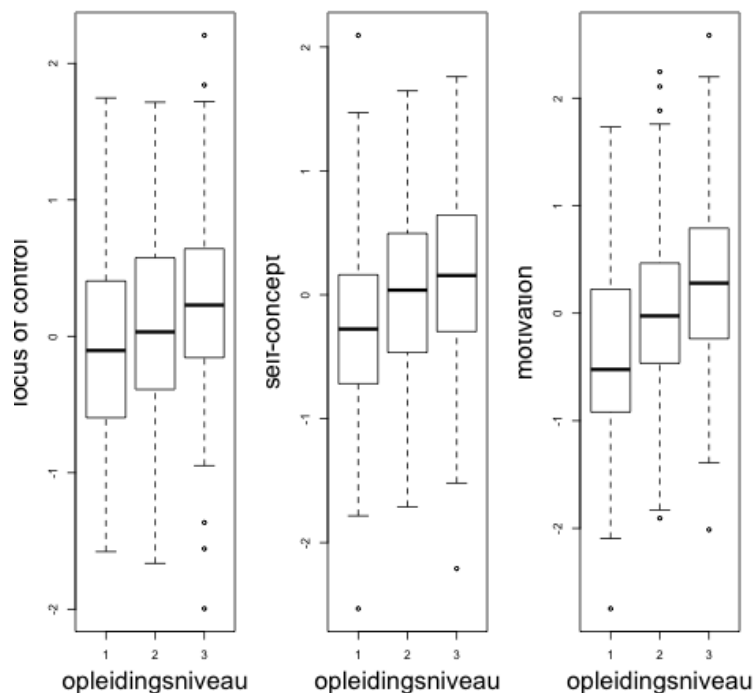 locus of control
2
1
0
-1
-2
1 2 3
opleidingsniveau
self-concept
2
1
0
-1
-2
1 2 3
opleidingsniveau
motivation
2
1
0
-1
-2
1 2 3
opleidingsniveau